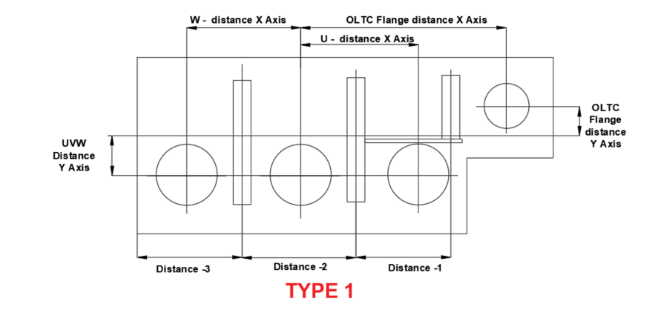 W - distance X Axis
OLTC Flange distance X Axis
U - distance X Axis
OLTC
Flange
distance
Y Axis
UVW
Distance
Y Axis
Distance -3
Distance -2
Distance -1
TYPE 1